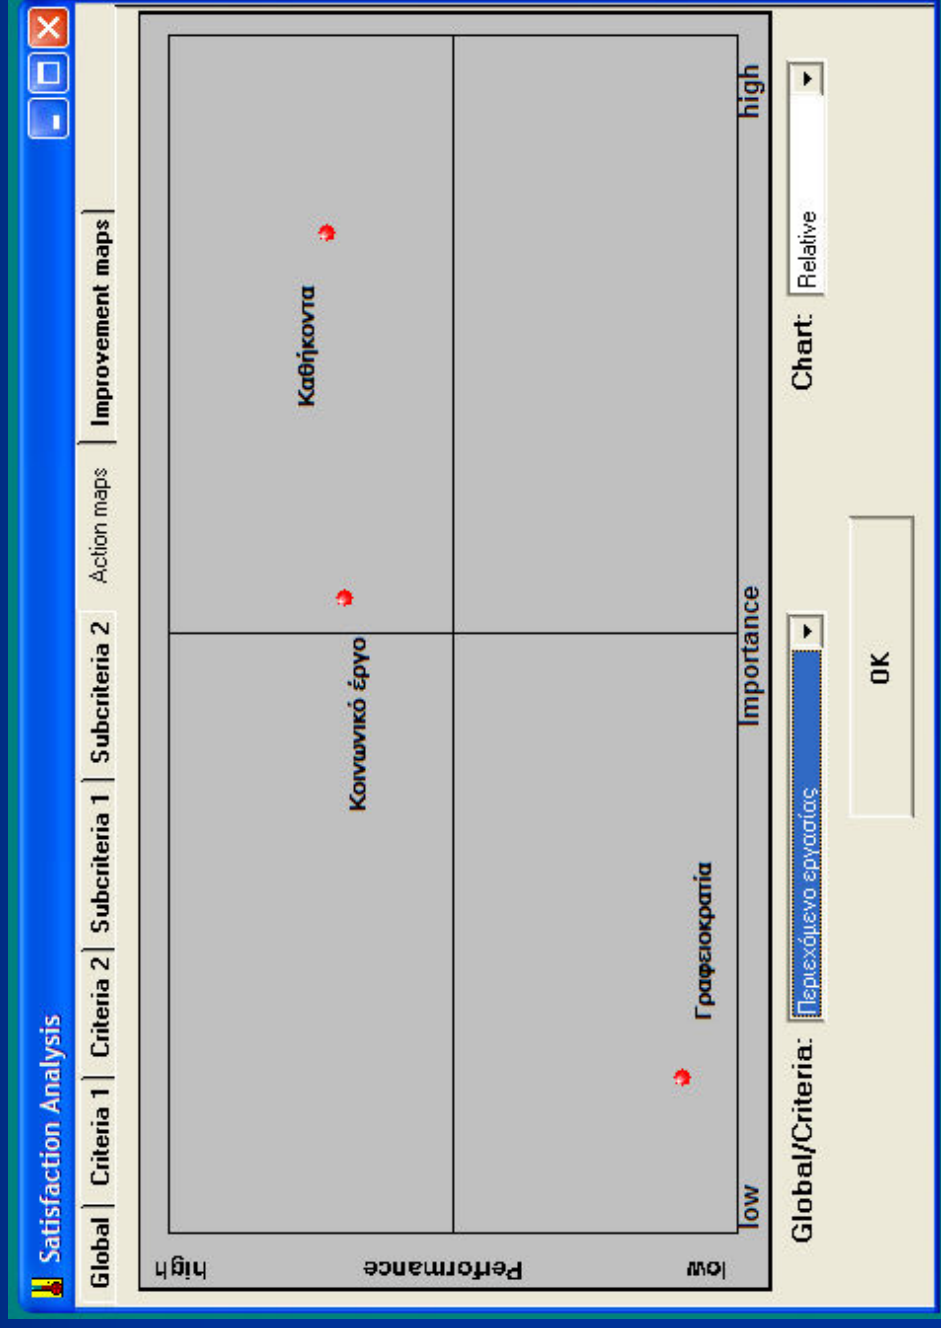 Satisfaction Analysis
Global Criteria 1 Criteria 2 Subcriteria 1 Subcriteria 2 Action maps Improvement maps
high
Performance
low
Καθήκοντα
Κοινωνικό έργο
Γραφειοκρατία
low Importance high
Global/Criteria: Περιεχόμενο εργασίας Chart: Relative
OK